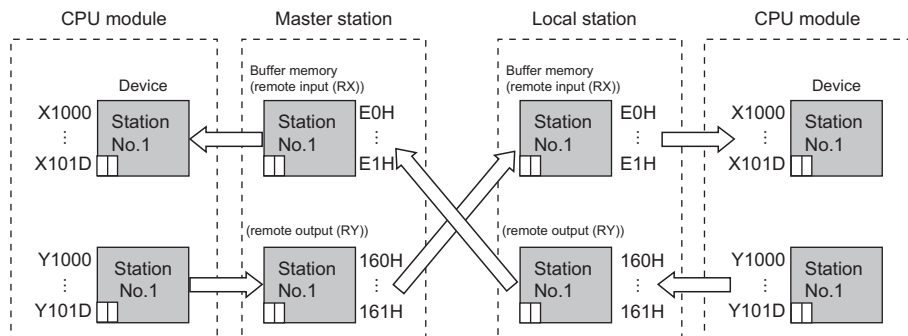 CPU module
Master station
Local station
CPU module
Device
Buffer memory
(remote input (RX))
Buffer memory
(remote input (RX))
Device
X1000
⋮
X101D
Station
No.1
Station
No.1
E0H
⋮
E1H
Station
No.1
E0H
⋮
E1H
X1000
⋮
X101D
Station
No.1
(remote output (RY))
(remote output (RY))
Y1000
⋮
Y101D
Station
No.1
Station
No.1
160H
⋮
161H
Station
No.1
160H
⋮
161H
Y1000
⋮
Y101D
Station
No.1